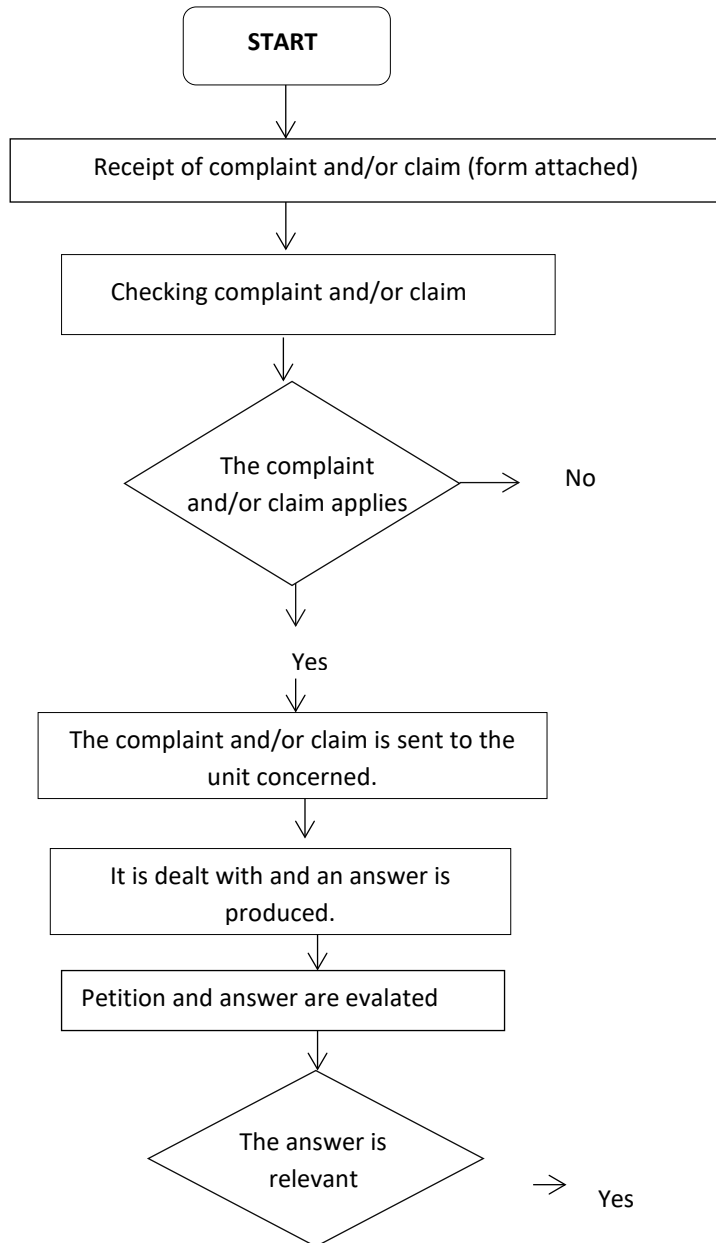 START
Receipt of complaint and/or claim (form attached)
Checking complaint and/or claim
The complaint
and/or claim applies
No
Yes
The complaint and/or claim is sent to the
unit concerned.
It is dealt with and an answer is
produced.
Petition and answer are evalated
The answer is
relevant
Yes